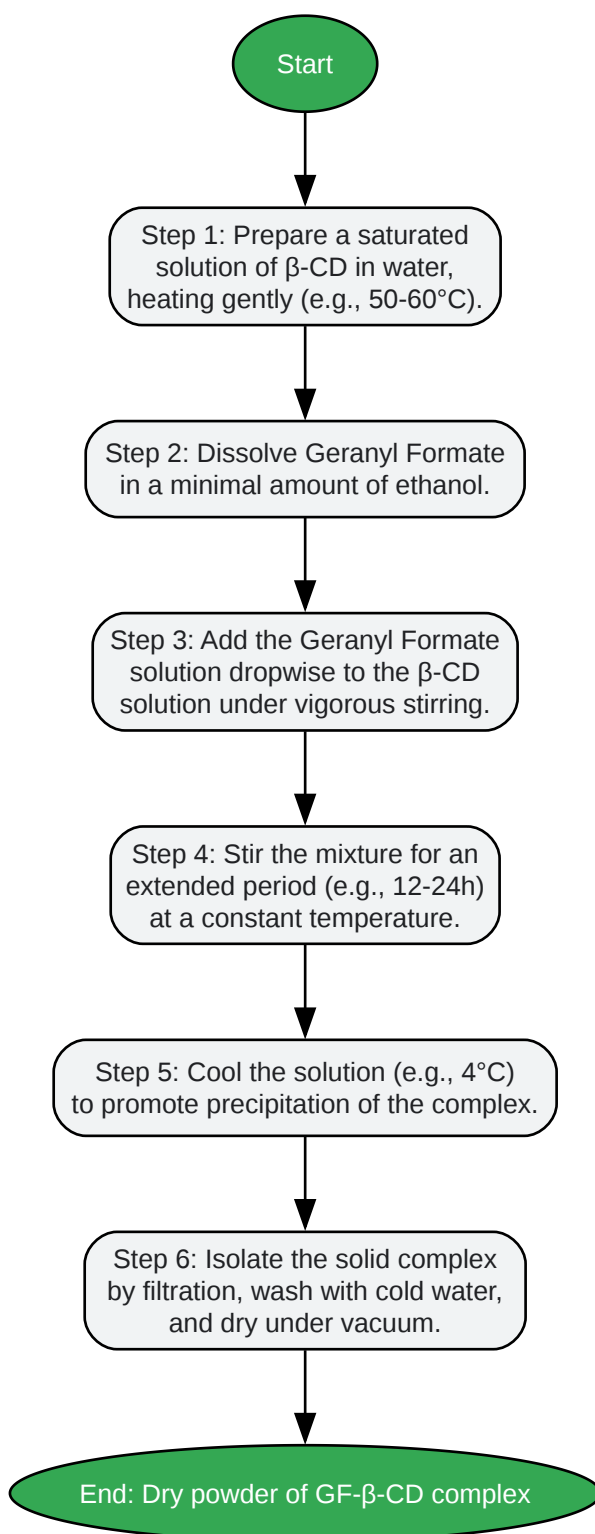 Start
Step 1: Prepare a saturated
solution of β-CD in water,
heating gently (e.g., 50-60°C).
Step 2: Dissolve Geranyl Formate
in a minimal amount of ethanol.
Step 3: Add the Geranyl Formate
solution dropwise to the β-CD
solution under vigorous stirring.
Step 4: Stir the mixture for an
extended period (e.g., 12-24h)
at a constant temperature.
Step 5: Cool the solution (e.g., 4°C)
to promote precipitation of the complex.
Step 6: Isolate the solid complex
by filtration, wash with cold water,
and dry under vacuum.
End: Dry powder of GF-β-CD complex